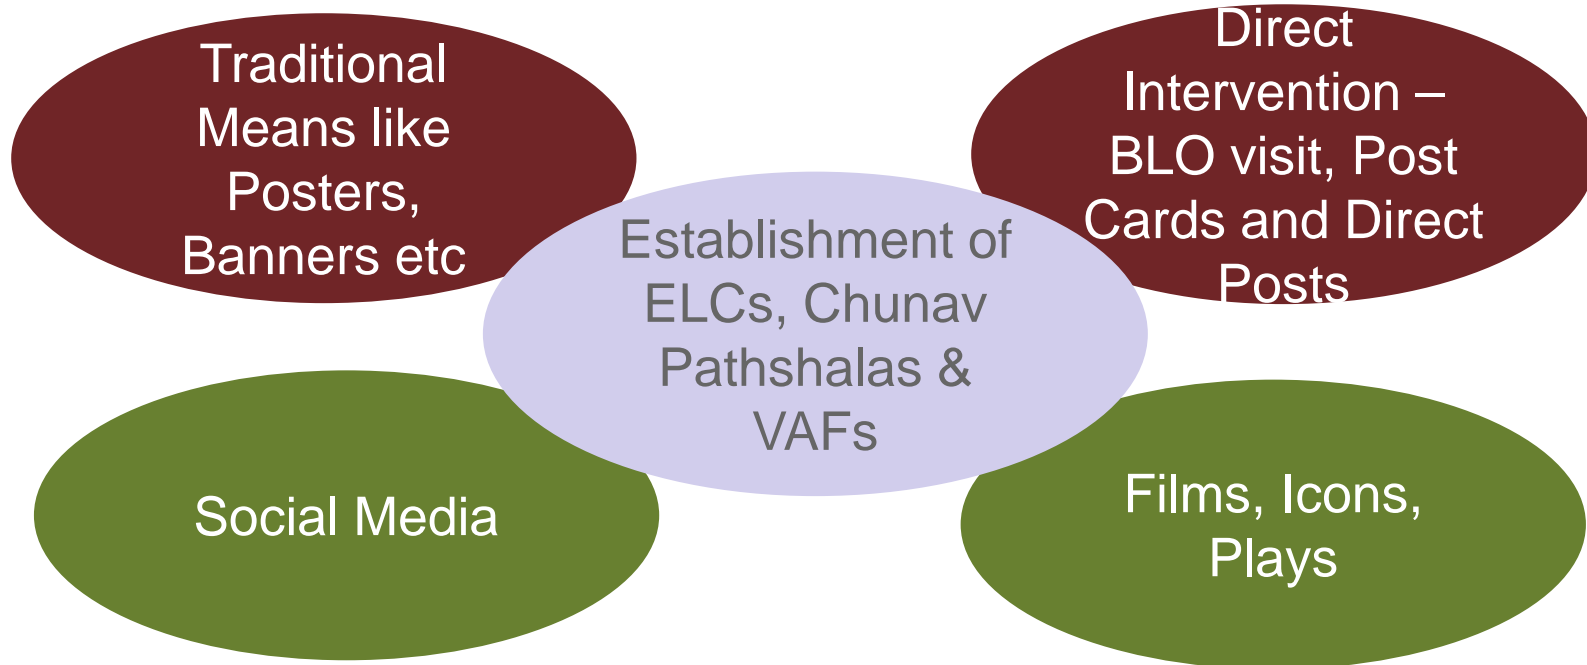 Traditional
Means like
Posters,
Banners etc
Direct
Intervention –
BLO visit, Post
Cards and Direct
Posts
Establishment of
ELCs, Chunav
Pathshalas &
VAFs
Social Media
Films, Icons,
Plays